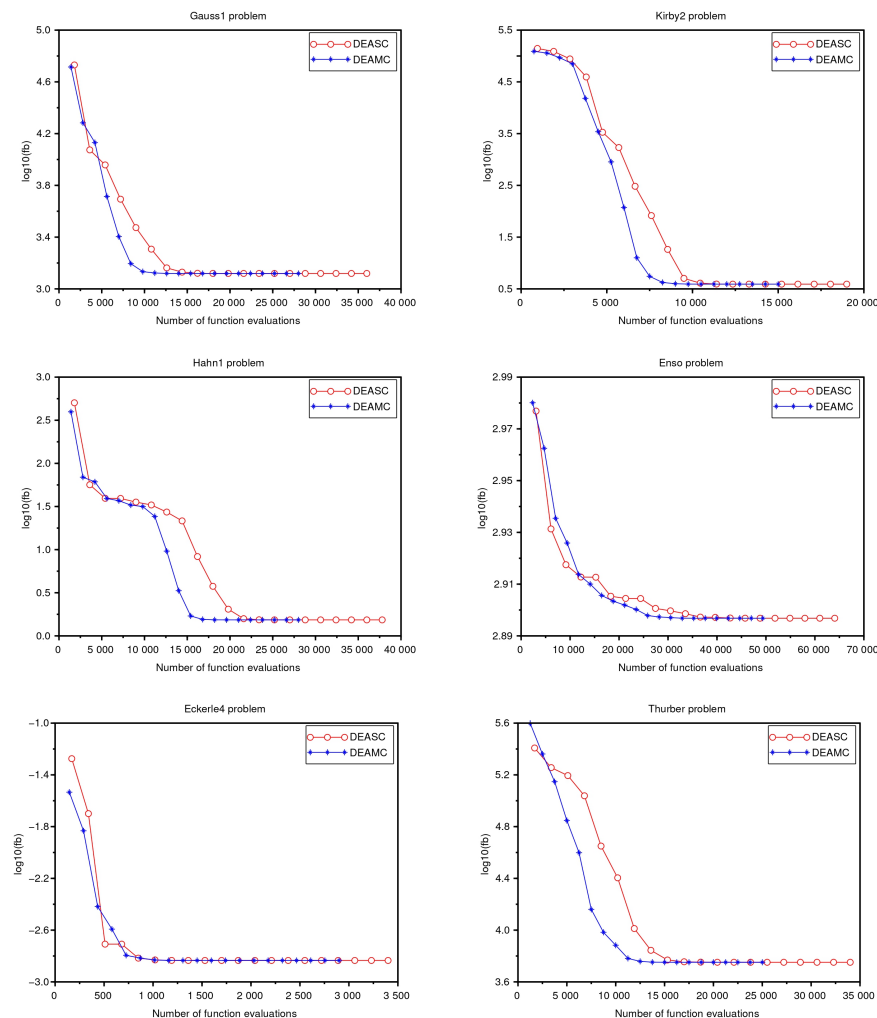 Gauss1 problem
5.0
4.6
4.2
3.8
3.4
3.0
log10(fb)
DEASC
DEAMC
0 5 000 10 000 15 000 20 000 25 000 30 000 35 000 40 000
Number of function evaluations
Kirby2 problem
5.5
4.5
3.5
2.5
1.5
0.5
log10(fb)
DEASC
DEAMC
0 5 000 10 000 15 000 20 000
Number of function evaluations
Hahn1 problem
3.0
2.5
2.0
1.5
1.0
0.5
0.0
log10(fb)
DEASC
DEAMC
0 5 000 10 000 15 000 20 000 25 000 30 000 35 000 40 000
Number of function evaluations
Enso problem
2.99
2.97
2.95
2.93
2.91
2.89
log10(fb)
DEASC
DEAMC
0 10 000 20 000 30 000 40 000 50 000 60 000 70 000
Number of function evaluations
Eckerle4 problem
−1.0
−1.4
−1.8
−2.2
−2.6
−3.0
log10(fb)
DEASC
DEAMC
0 500 1 000 1 500 2 000 2 500 3 000 3 500
Number of function evaluations
Thurber problem
5.6
5.2
4.8
4.4
4.0
3.6
log10(fb)
DEASC
DEAMC
0 5 000 10 000 15 000 20 000 25 000 30 000 35 000
Number of function evaluations